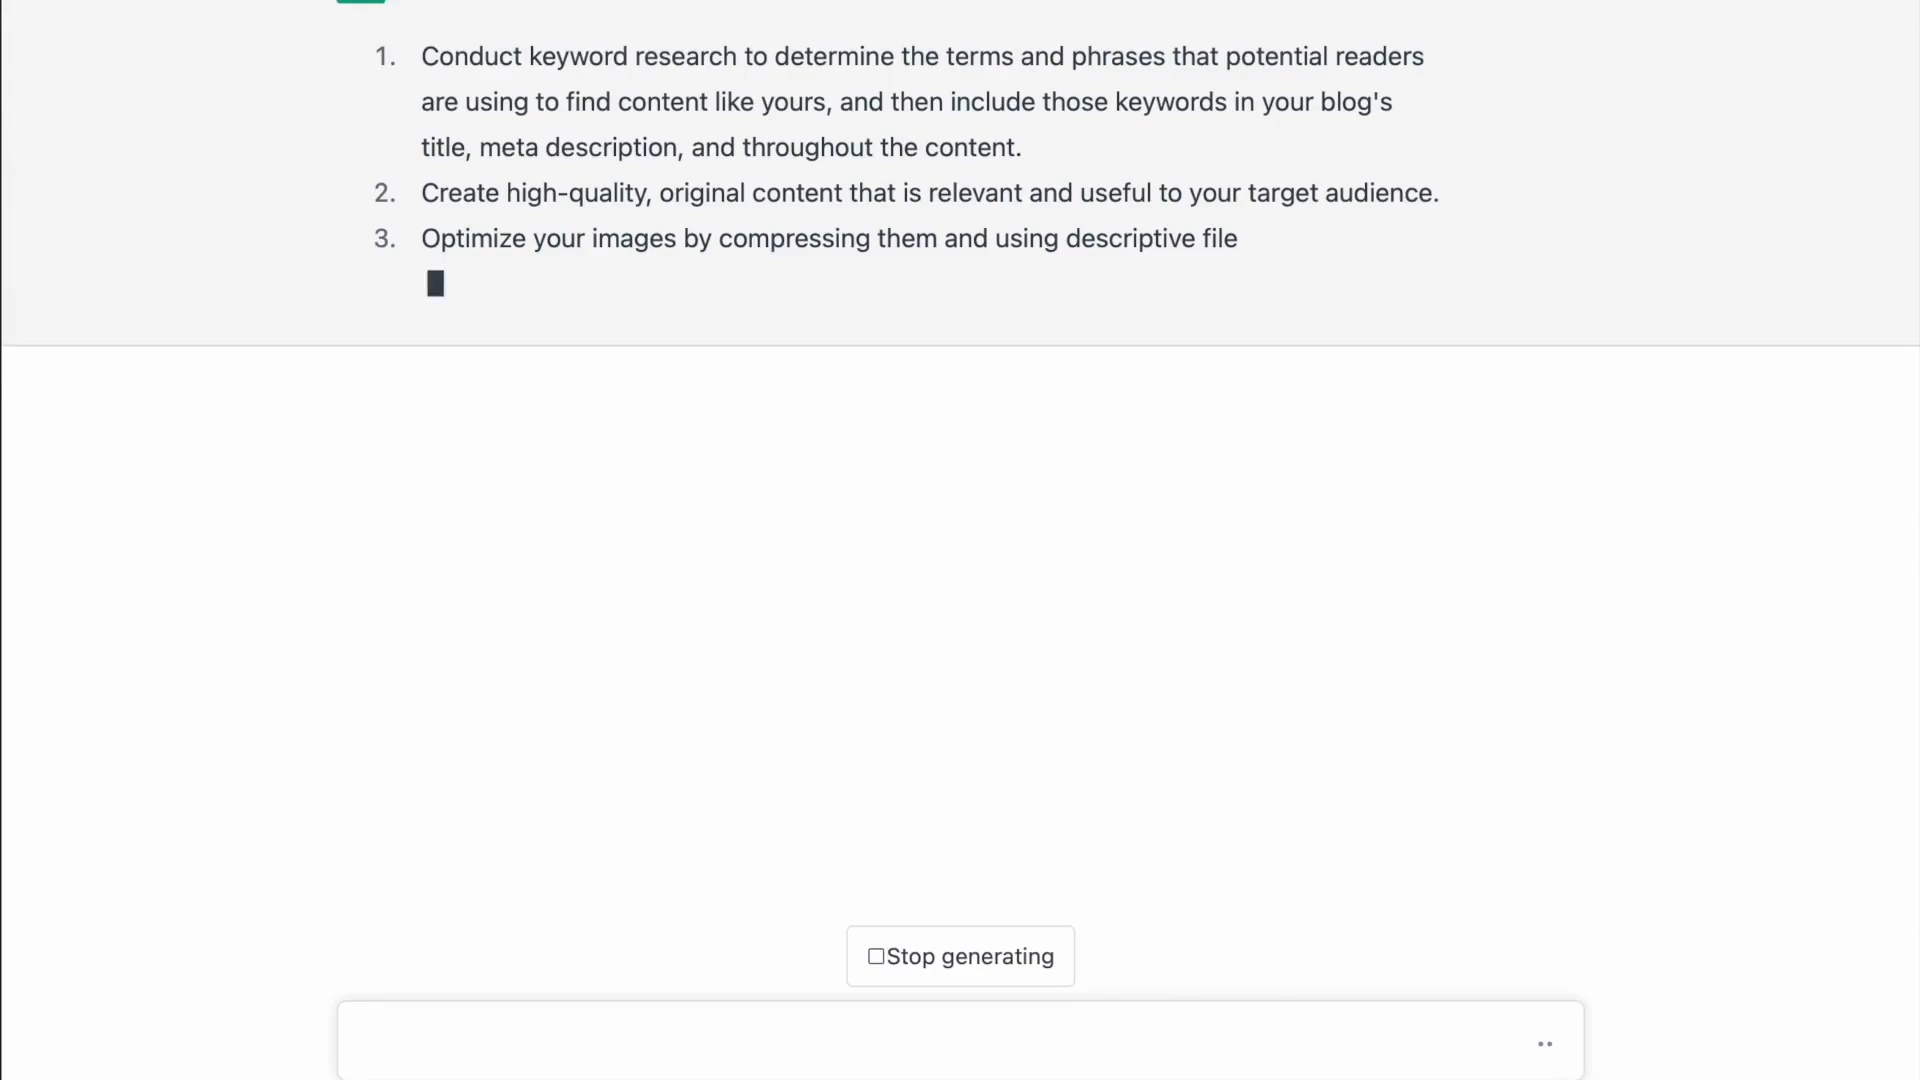 1. Conduct keyword research to determine the terms and phrases that potential readers
are using to find content like yours, and then include those keywords in your blog's
title, meta description, and throughout the content.
2. Create high-quality, original content that is relevant and useful to your target audience.
3. Optimize your images by compressing them and using descriptive file
Stop generating